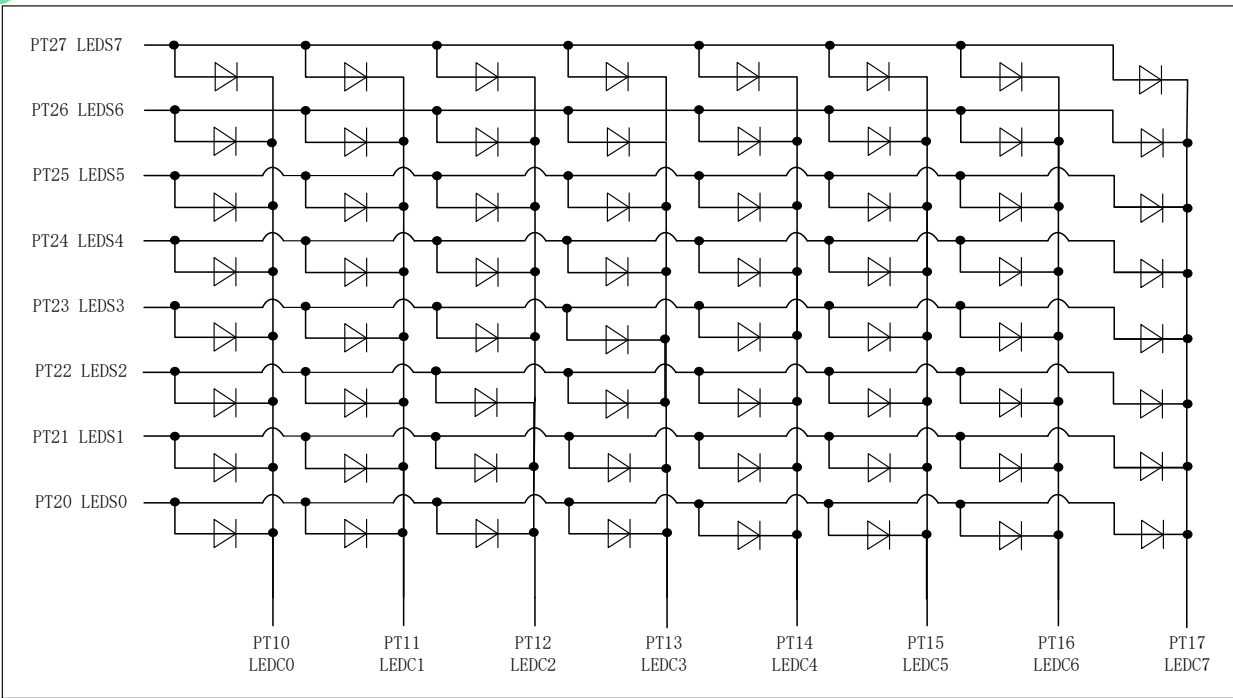 PT27 LEDS7
PT26 LEDS6
PT25 LEDS5
PT24 LEDS4
PT23 LEDS3
PT22 LEDS2
PT21 LEDS1
PT20 LEDS0
PT10 PT11 PT12 PT13 PT14 PT15 PT16 PT17
LEDC0 LEDC1 LEDC2 LEDC3 LEDC4 LEDC5 LEDC6 LEDC7